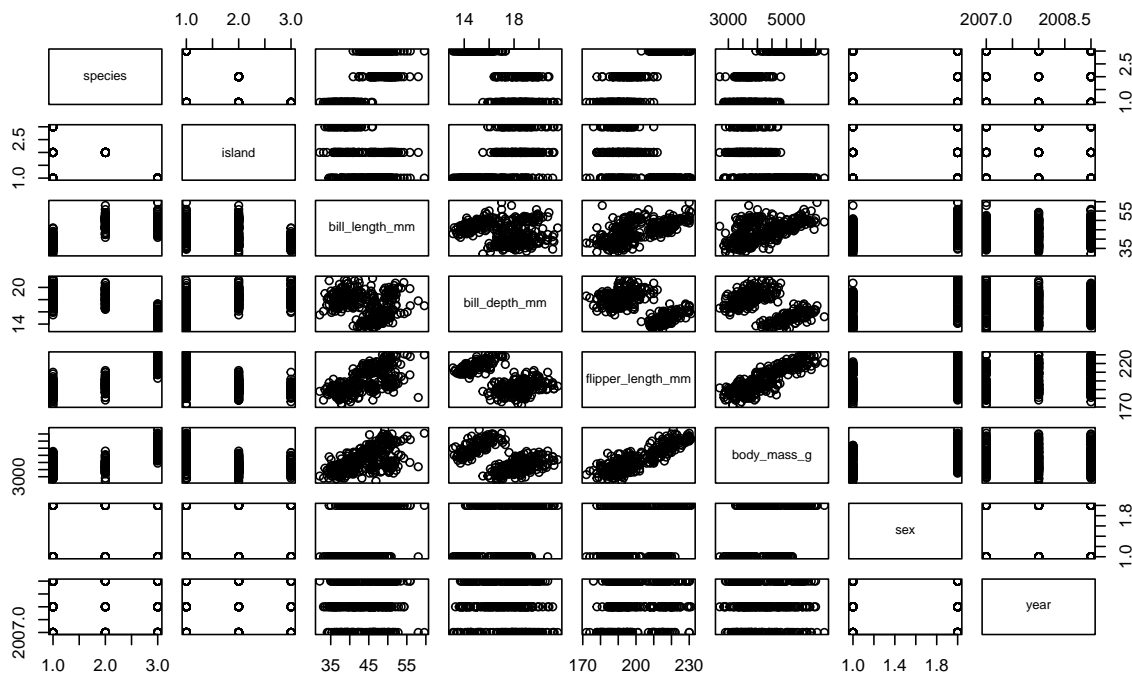 1.0 2.0 3.0 14 18 3000 5000 2007.0 2008.5
species 1.0 2.5
1.0 2.5 island
bill_length_mm 35 45 55
14 20 bill_depth_mm
flipper_length_mm 170 220
3000 body_mass_g
sex 1.0 1.8
2007.0 year
1.0 2.0 3.0 35 45 55 170 200 230 1.0 1.4 1.8